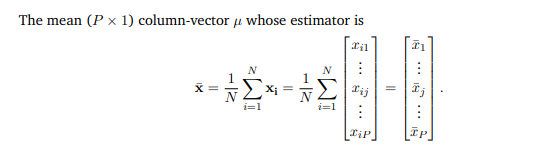 The mean (P × 1) column-vector μ whose estimator is
x̄ = 1/N ∑_{i=1}^{N} x_i = 1/N ∑_{i=1}^{N} [x_{i1} ⋮ x_{ij} ⋮ x_{iP}] = [x̄_1 ⋮ x̄_j ⋮ x̄_P] .